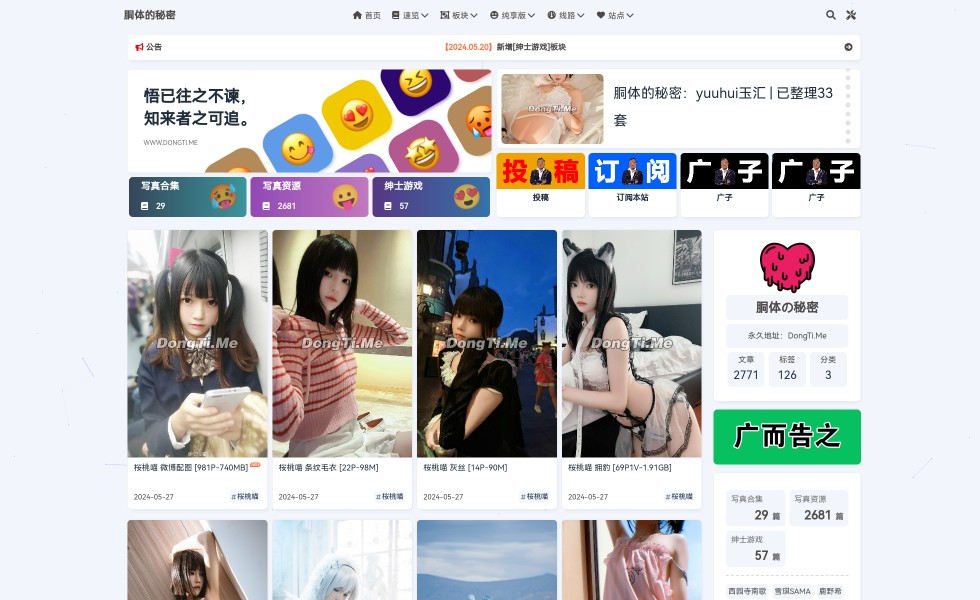 胴体的秘密
首页
速览
板块
纯享版
线路
站点
公告
【2024.05.20】新增[绅士游戏]板块
悟已往之不谏，
知来者之可追。
WWW.DONGTI.ME
DongTi.Me
胴体的秘密：yuuhui玉汇 | 已整理33
套
写真合集
29
写真资源
2681
绅士游戏
57
投稿
订阅
广子
广子
投稿
订阅本站
广子
广子
DongTi.Me
DongTi.Me
DongTi.Me
DongTi.Me
桜桃喵 微博配图 [981P-740MB]
桜桃喵 条纹毛衣 [22P-98M]
桜桃喵 灰丝 [14P-90M]
桜桃喵 拥豹 [69P1V-1.91GB]
2024-05-27
#桜桃喵
2024-05-27
#桜桃喵
2024-05-27
#桜桃喵
2024-05-27
#桜桃喵
胴体の秘密
永久地址：DongTi.Me
文章
标签
分类
2771
126
3
广而告之
写真合集
29 篇
写真资源
2681 篇
绅士游戏
57 篇
西园寺南歌
雪琪SAMA
鹿野希